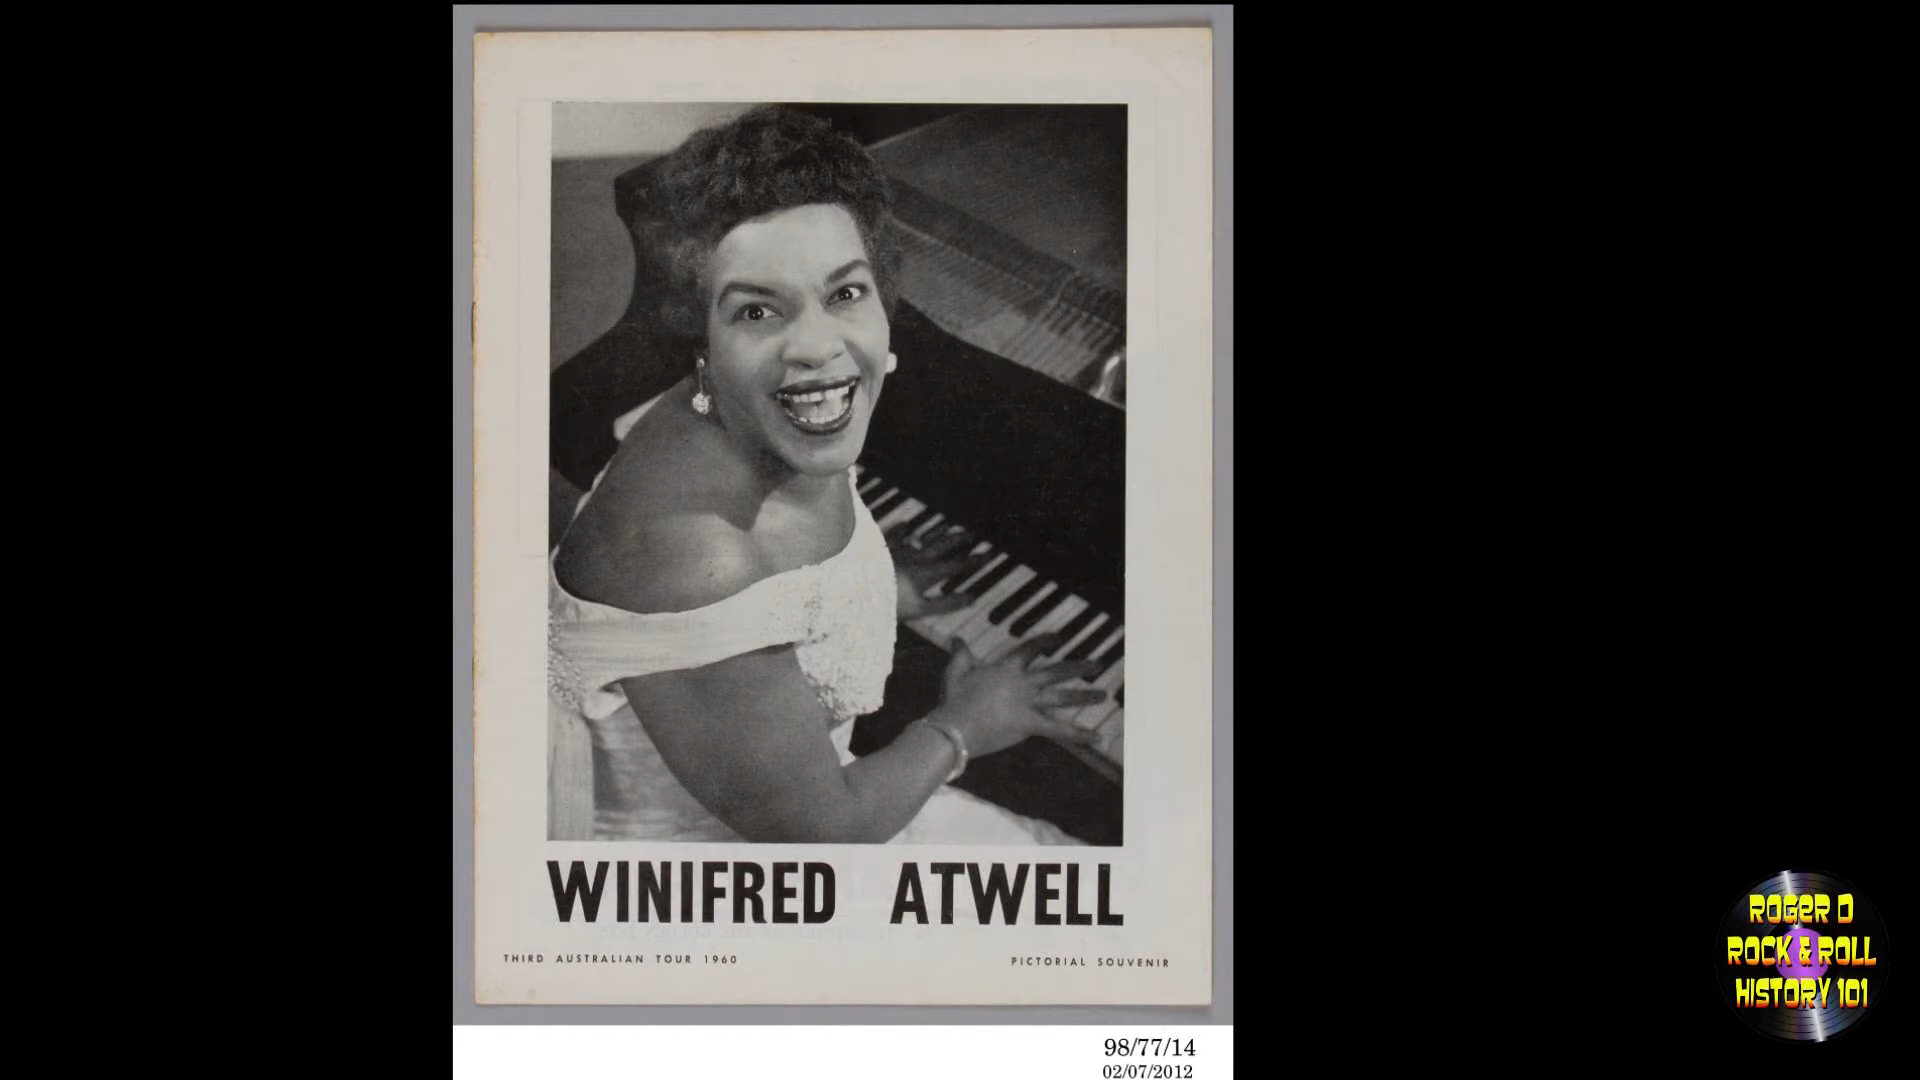 WINIFRED ATWELL
THIRD AUSTRALIAN TOUR 1960
PICTORIAL SOUVENIR
98/77/14
02/07/2012
ROGER D
ROCK & ROLL
HISTORY 101